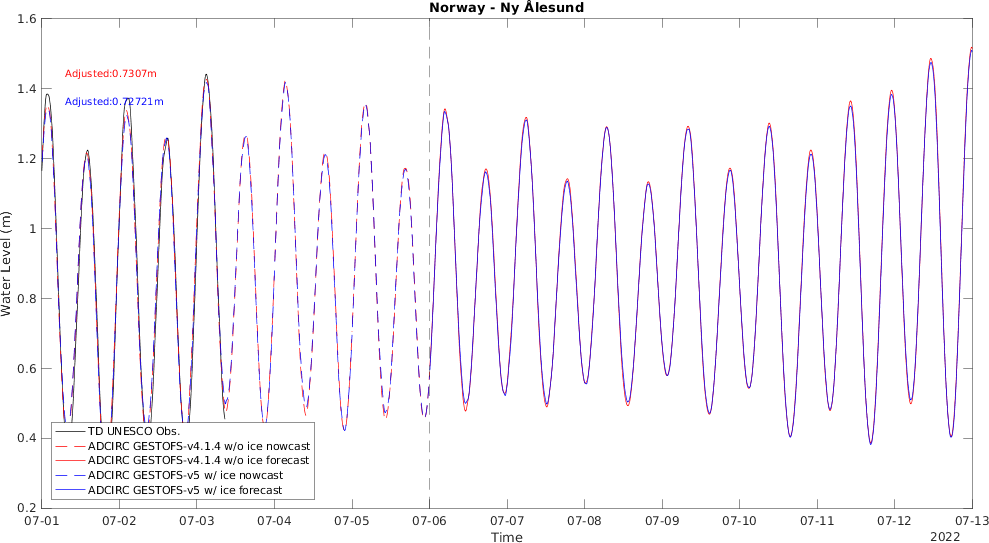 Norway - Ny Ålesund
1.6
1.4
1.2
1
0.8
0.6
0.4
0.2
Water Level (m)
Adjusted:0.7307m
Adjusted:0.72721m
TD UNESCO Obs.
ADCIRC GESTOFS-v4.1.4 w/o ice nowcast
ADCIRC GESTOFS-v4.1.4 w/o ice forecast
ADCIRC GESTOFS-v5 w/ ice nowcast
ADCIRC GESTOFS-v5 w/ ice forecast
07-01 07-02 07-03 07-04 07-05 07-06 07-07 07-08 07-09 07-10 07-11 07-12 07-13
Time
2022